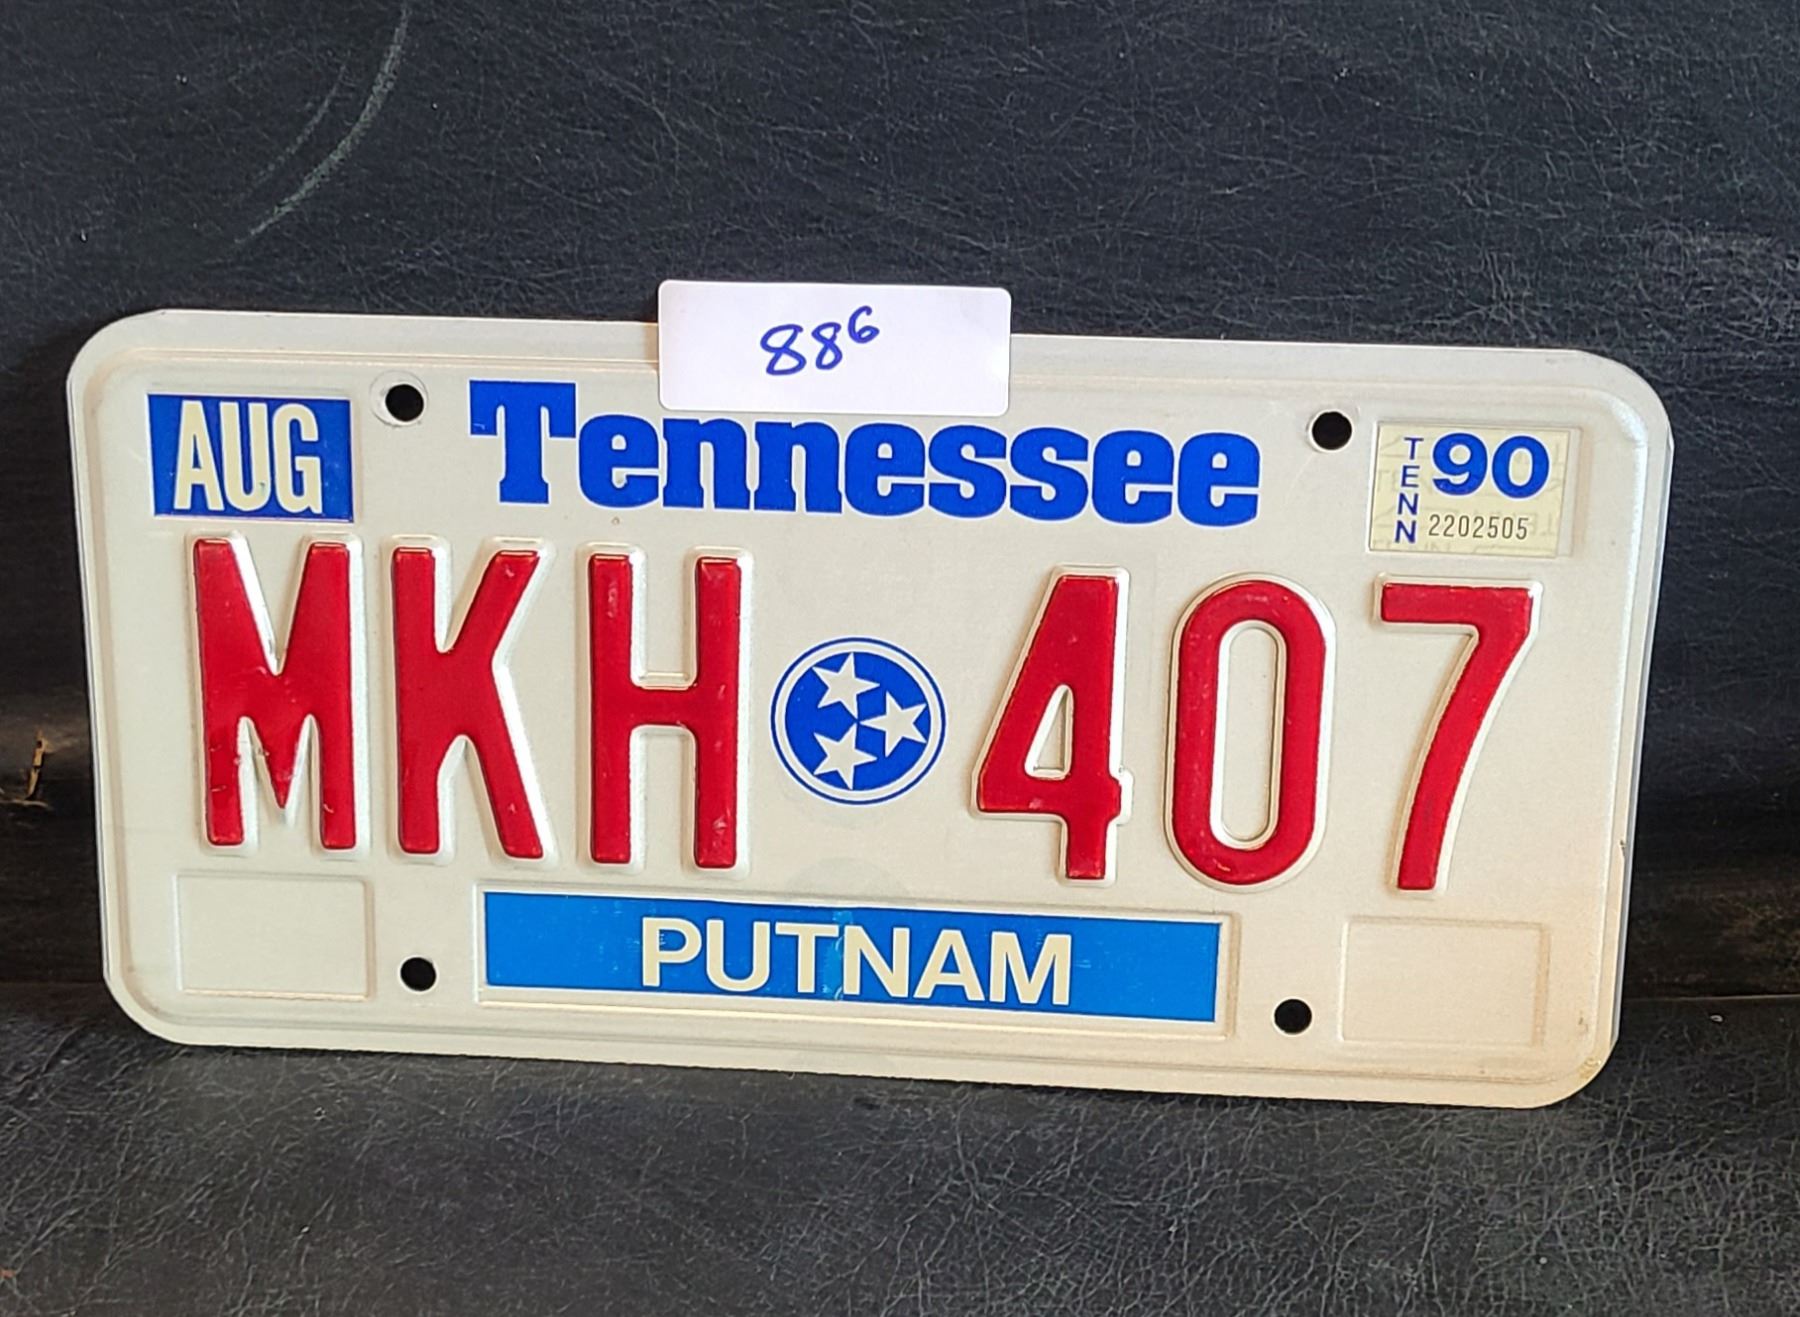 88⁶
AUG
Tennessee
TENN
90
2202505
MKH 407
PUTNAM